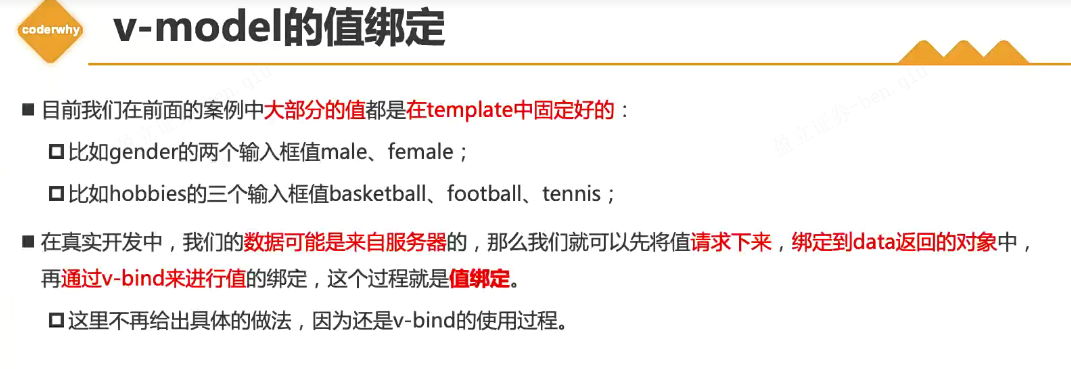 coderwhy
v-model的值绑定
目前我们在前面的案例中大部分的值都是在template中固定好的：
比如gender的两个输入框值male、female；
比如hobbies的三个输入框值basketball、football、tennis；
在真实开发中，我们的数据可能是来自服务器的，那么我们就可以先将值请求下来，绑定到data返回的对象中，
再通过v-bind来进行值的绑定，这个过程就是值绑定。
这里不再给出具体的做法，因为还是v-bind的使用过程。